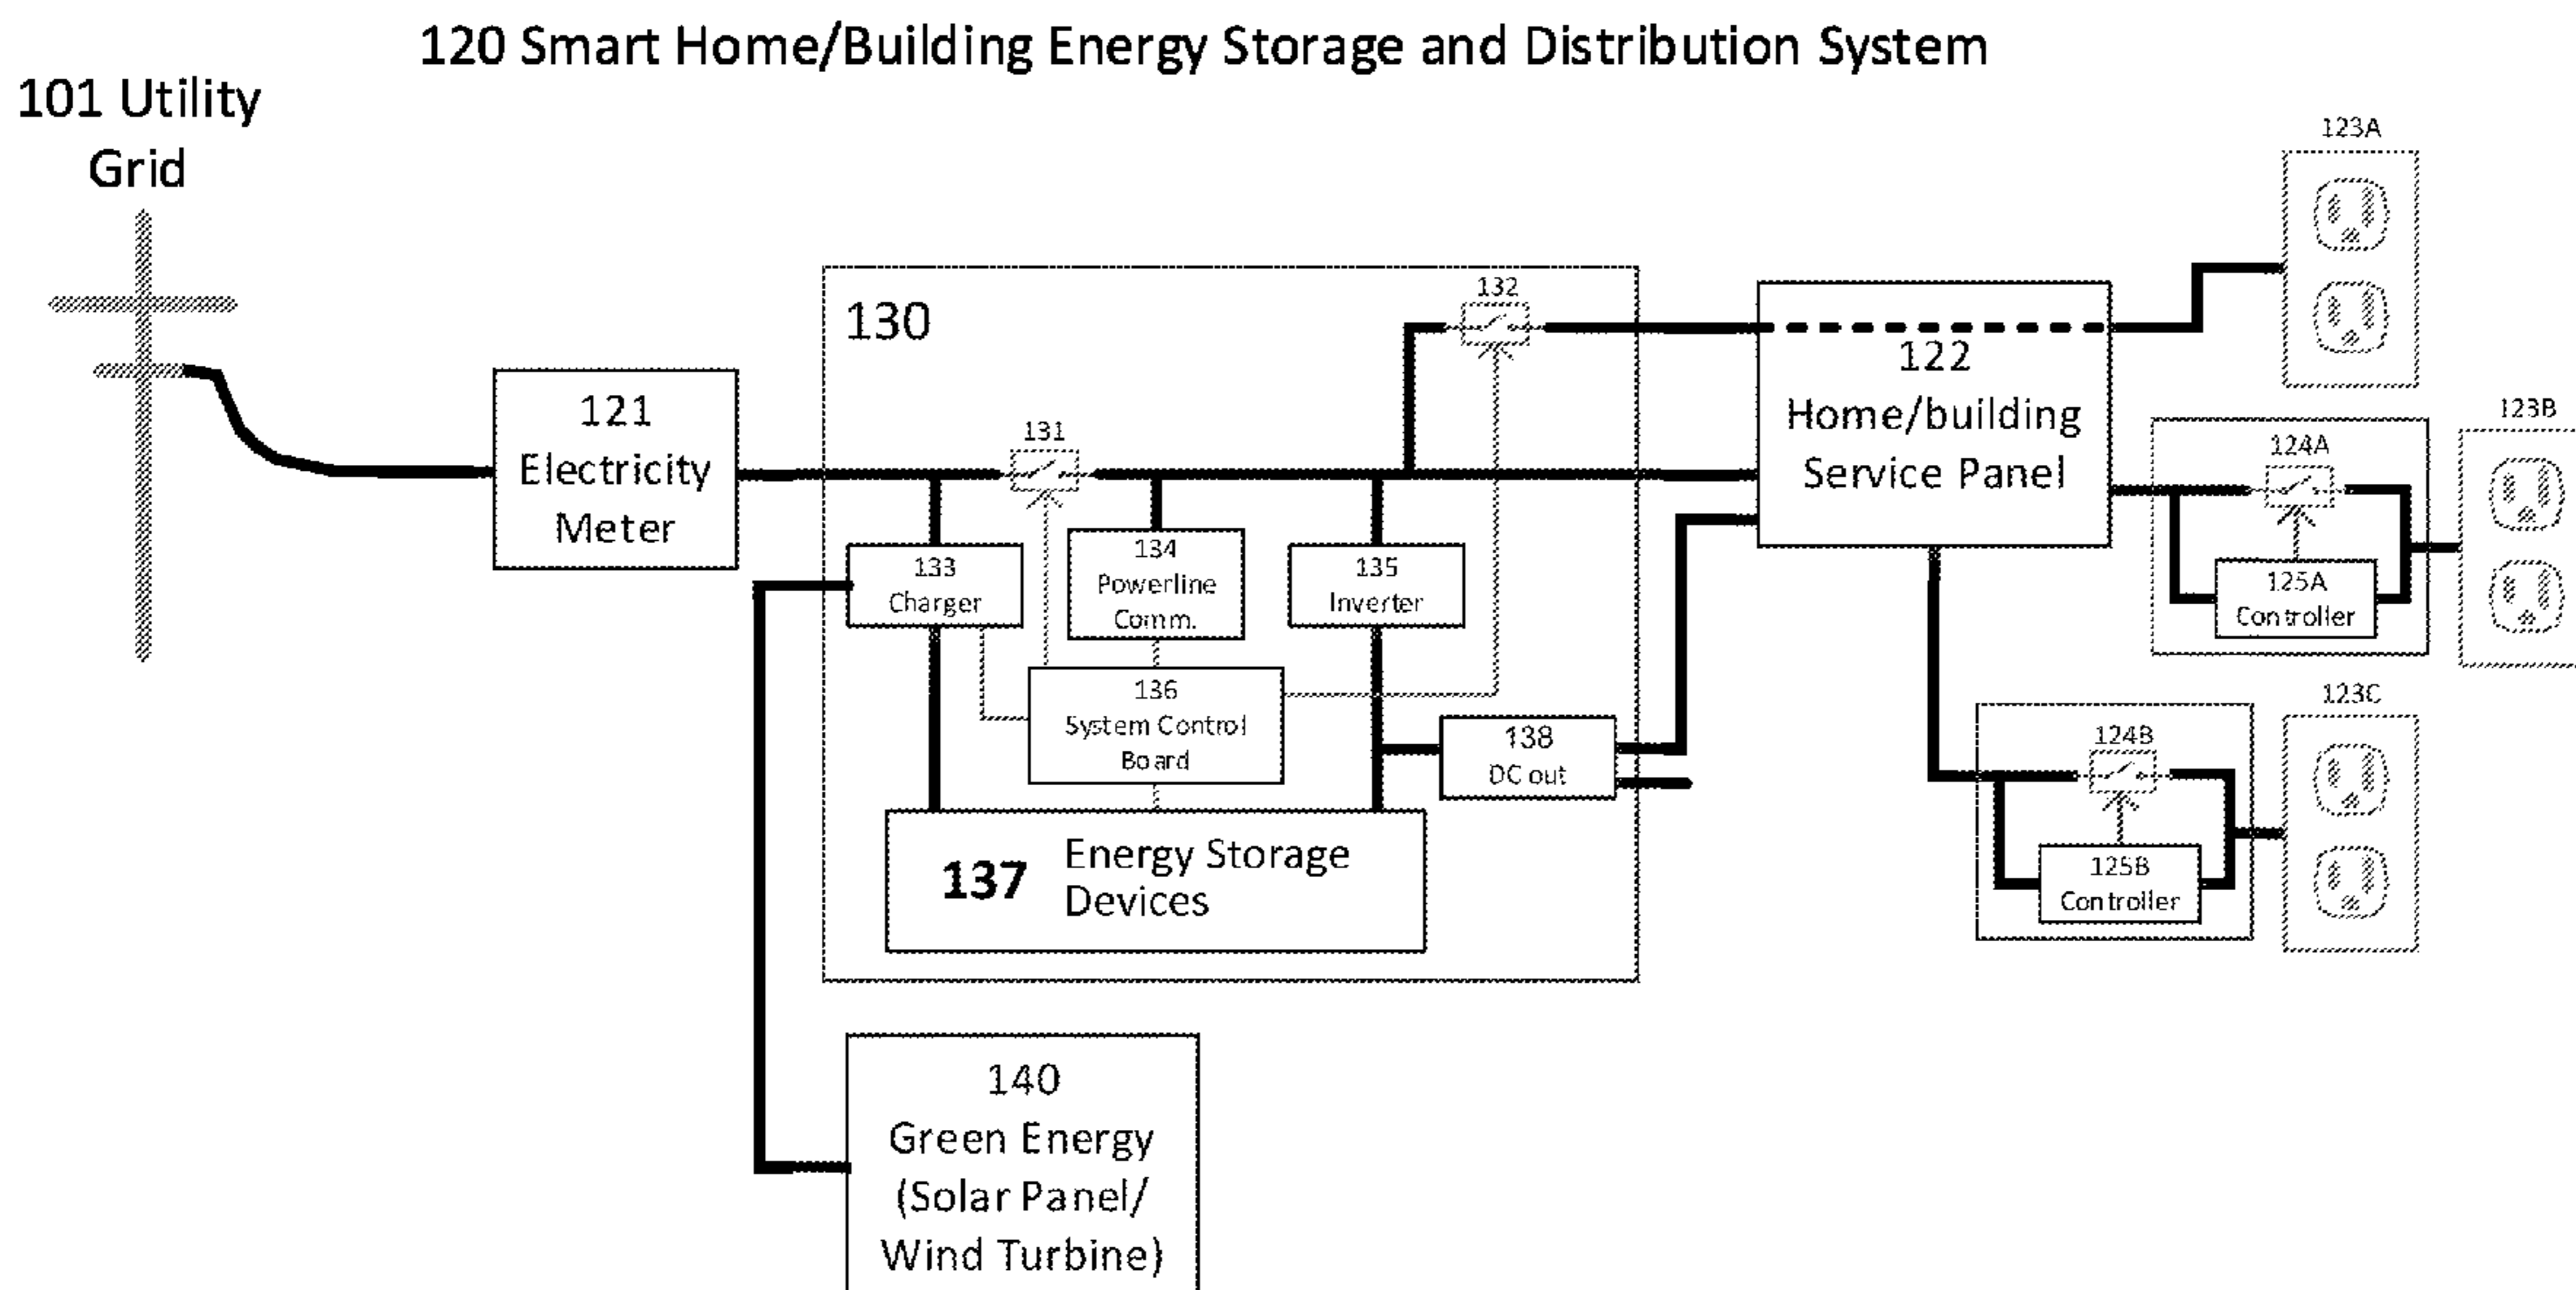 120 Smart Home/Building Energy Storage and Distribution System
101 Utility
Grid
123A
132
130
122
Home/building
Service Panel
121
Electricity
Meter
131
123B
124A
125A
Controller
133
Charger
134
Powerline
Comm.
135
Inverter
136
System Control
Board
138
DC out
123C
124B
125B
Controller
137
Energy Storage
Devices
140
Green Energy
(Solar Panel/
Wind Turbine)